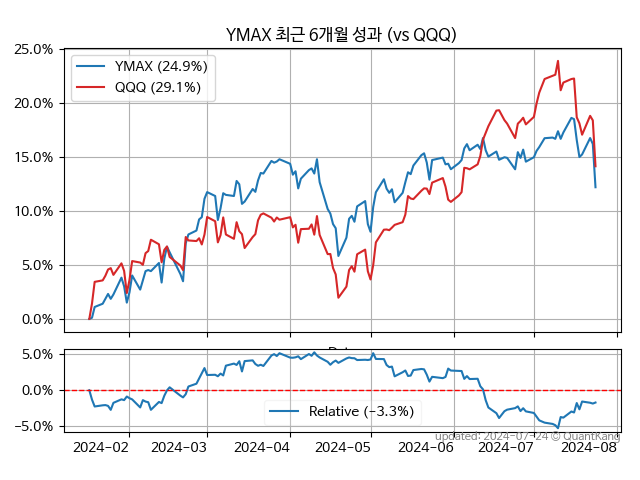 YMAX 최근 6개월 성과 (vs QQQ)
25.0%
20.0%
15.0%
10.0%
5.0%
0.0%
YMAX (24.9%)
QQQ (29.1%)
5.0%
0.0%
−5.0%
Relative (−3.3%)
updated: 2024-07-24 © QuantKang
2024-02 2024-03 2024-04 2024-05 2024-06 2024-07 2024-08